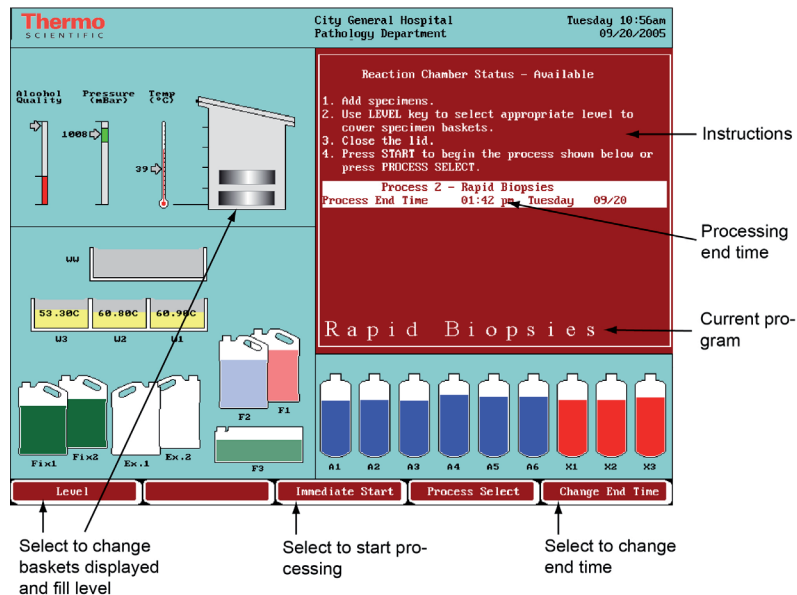 Thermo
SCIENTIFIC
City General Hospital
Pathology Department
Tuesday 10:56am
09/20/2005
Alcohol
Quality
Pressure
(mBar)
Temp
(°C)
1008
39
Reaction Chamber Status - Available
1. Add specimens.
2. Use LEVEL key to select appropriate level to
cover specimen baskets.
3. Close the lid.
4. Press START to begin the process shown below or
press PROCESS SELECT.
Process 2 - Rapid Biopsies
Process End Time 01:42 pm Tuesday 09/20
Rapid Biopsies
Instructions
Processing
end time
Current pro-
gram
WW
53.30C 60.80C 60.90C
W3 W2 W1
F2 F1
Fix1 Fix2 Ex.1 Ex.2
F3
A1 A2 A3 A4 A5 A6 X1 X2 X3
Level
Immediate Start
Process Select
Change End Time
Select to change
baskets displayed
and fill level
Select to start pro-
cessing
Select to change
end time